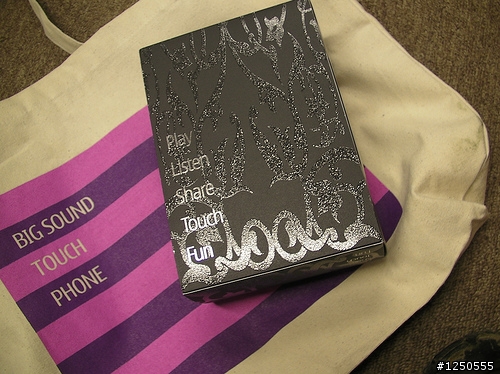 Play
Listen
share
Touch
Fun
BIG SOUND
TOUCH
PHONE
#1250555